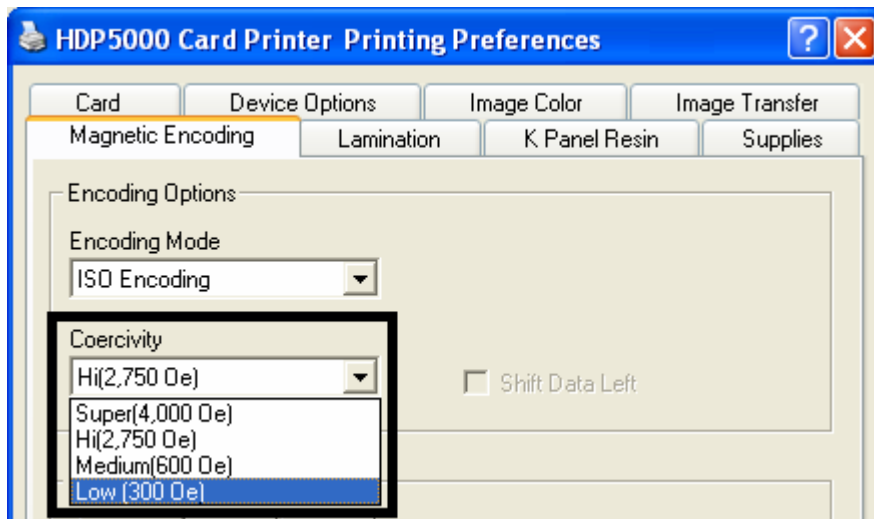 HDP5000 Card Printer Printing Preferences
Card Device Options Image Color Image Transfer
Magnetic Encoding Lamination K Panel Resin Supplies
Encoding Options
Encoding Mode
ISO Encoding
Coercivity
Hi(2,750 Oe) Shift Data Left
Super(4,000 Oe)
Hi(2,750 Oe)
Medium(600 Oe)
Low (300 Oe)